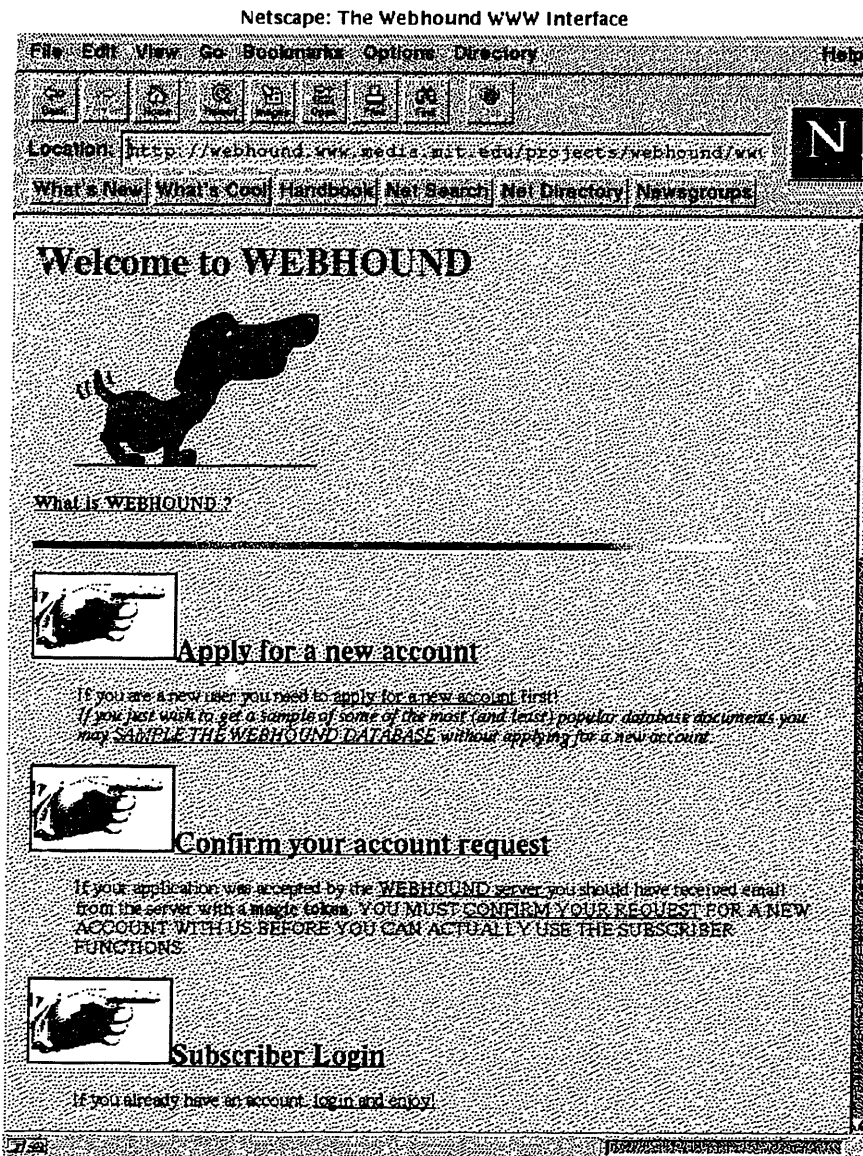 Netscape: The Webhound WWW Interface
File Edit View Go Bookmarks Options Directory Help
Location: http://webhound.www.media.mit.edu/projects/webhound/www
N
What's New! What's Cool! Handbook Net Search Net Directory Newsgroups
Welcome to WEBHOUND
What is WEBHOUND ?
Apply for a new account
If you are a new user you need to apply for a new account first!
If you just wish to get a sample of some of the most (and least) popular database documents you
may SAMPLE THE WEBHOUND DATABASE without applying for a new account.
Confirm your account request
If your application was accepted by the WEBHOUND server you should have received email
from the server with a magic token. YOU MUST CONFIRM YOUR REQUEST FOR A NEW
ACCOUNT WITH US BEFORE YOU CAN ACTUALLY USE THE SUBSCRIBER
FUNCTIONS.
Subscriber Login
If you already have an account, login and enjoy!